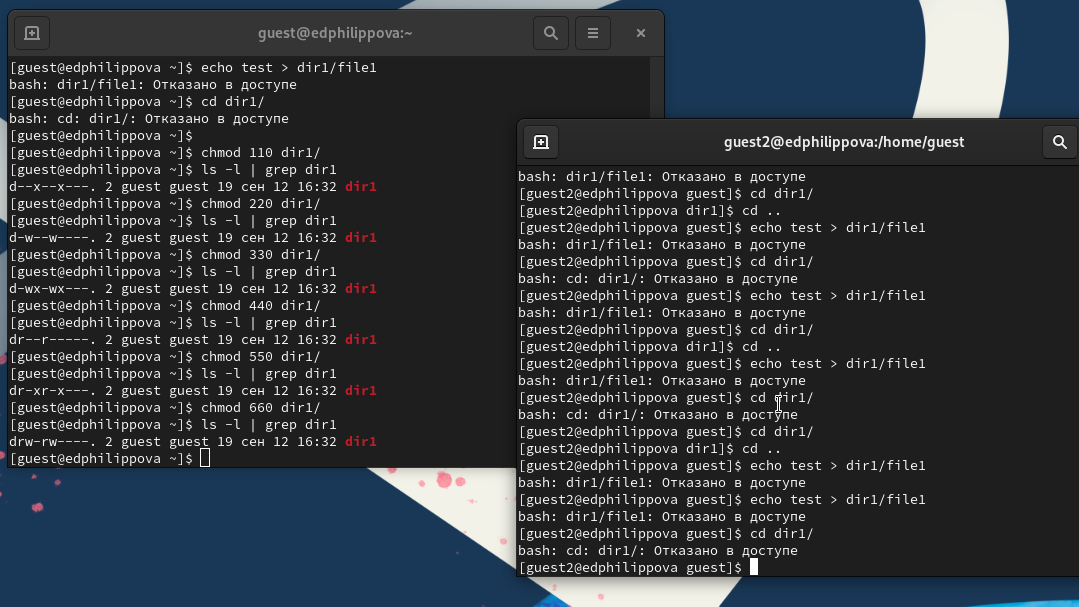 guest@edphilippova:~
[guest@edphilippova ~]$ echo test > dir1/file1
bash: dir1/file1: Отказано в доступе
[guest@edphilippova ~]$ cd dir1/
bash: cd: dir1/: Отказано в доступе
[guest@edphilippova ~]$
[guest@edphilippova ~]$ chmod 110 dir1/
[guest@edphilippova ~]$ ls -l | grep dir1
d--x--x---. 2 guest guest 19 сен 12 16:32 dir1
[guest@edphilippova ~]$ chmod 220 dir1/
[guest@edphilippova ~]$ ls -l | grep dir1
d-w--w----. 2 guest guest 19 сен 12 16:32 dir1
[guest@edphilippova ~]$ chmod 330 dir1/
[guest@edphilippova ~]$ ls -l | grep dir1
d-wx-wx---. 2 guest guest 19 сен 12 16:32 dir1
[guest@edphilippova ~]$ chmod 440 dir1/
[guest@edphilippova ~]$ ls -l | grep dir1
dr--r-----. 2 guest guest 19 сен 12 16:32 dir1
[guest@edphilippova ~]$ chmod 550 dir1/
[guest@edphilippova ~]$ ls -l | grep dir1
dr-xr-x---. 2 guest guest 19 сен 12 16:32 dir1
[guest@edphilippova ~]$ chmod 660 dir1/
[guest@edphilippova ~]$ ls -l | grep dir1
drw-rw----. 2 guest guest 19 сен 12 16:32 dir1
[guest@edphilippova ~]$
guest2@edphilippova:/home/guest
bash: dir1/file1: Отказано в доступе
[guest2@edphilippova guest]$ cd dir1/
[guest2@edphilippova dir1]$ cd ..
[guest2@edphilippova guest]$ echo test > dir1/file1
bash: dir1/file1: Отказано в доступе
[guest2@edphilippova guest]$ cd dir1/
bash: cd: dir1/: Отказано в доступе
[guest2@edphilippova guest]$ echo test > dir1/file1
bash: dir1/file1: Отказано в доступе
[guest2@edphilippova guest]$ cd dir1/
[guest2@edphilippova dir1]$ cd ..
[guest2@edphilippova guest]$ echo test > dir1/file1
bash: dir1/file1: Отказано в доступе
[guest2@edphilippova guest]$ cd dir1/
bash: cd: dir1/: Отказано в доступе
[guest2@edphilippova guest]$ cd dir1/
[guest2@edphilippova dir1]$ cd ..
[guest2@edphilippova guest]$ echo test > dir1/file1
bash: dir1/file1: Отказано в доступе
[guest2@edphilippova guest]$ echo test > dir1/file1
bash: dir1/file1: Отказано в доступе
[guest2@edphilippova guest]$ cd dir1/
bash: cd: dir1/: Отказано в доступе
[guest2@edphilippova guest]$